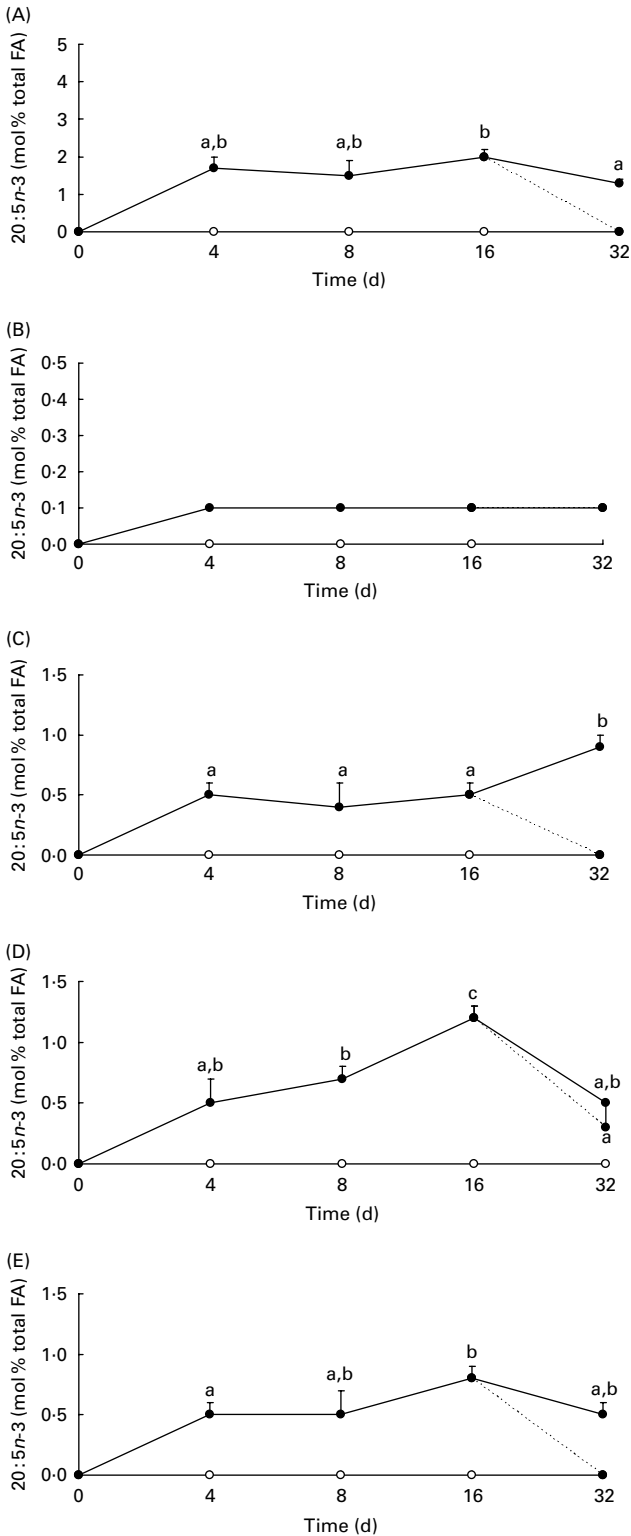 (A)
20:5n-3 (mol % total FA)
5
4
3
2
1
0
a,b
a,b
b
a
0 4 8 16 32
Time (d)
(B)
20:5n-3 (mol % total FA)
0·5
0·4
0·3
0·2
0·1
0·0
0 4 8 16 32
Time (d)
(C)
20:5n-3 (mol % total FA)
1·5
1·0
0·5
0·0
a
a
a
b
0 4 8 16 32
Time (d)
(D)
20:5n-3 (mol % total FA)
1·5
1·0
0·5
0·0
a,b
b
c
a,b
a
0 4 8 16 32
Time (d)
(E)
20:5n-3 (mol % total FA)
1·5
1·0
0·5
0·0
a
a,b
b
a,b
0 4 8 16 32
Time (d)